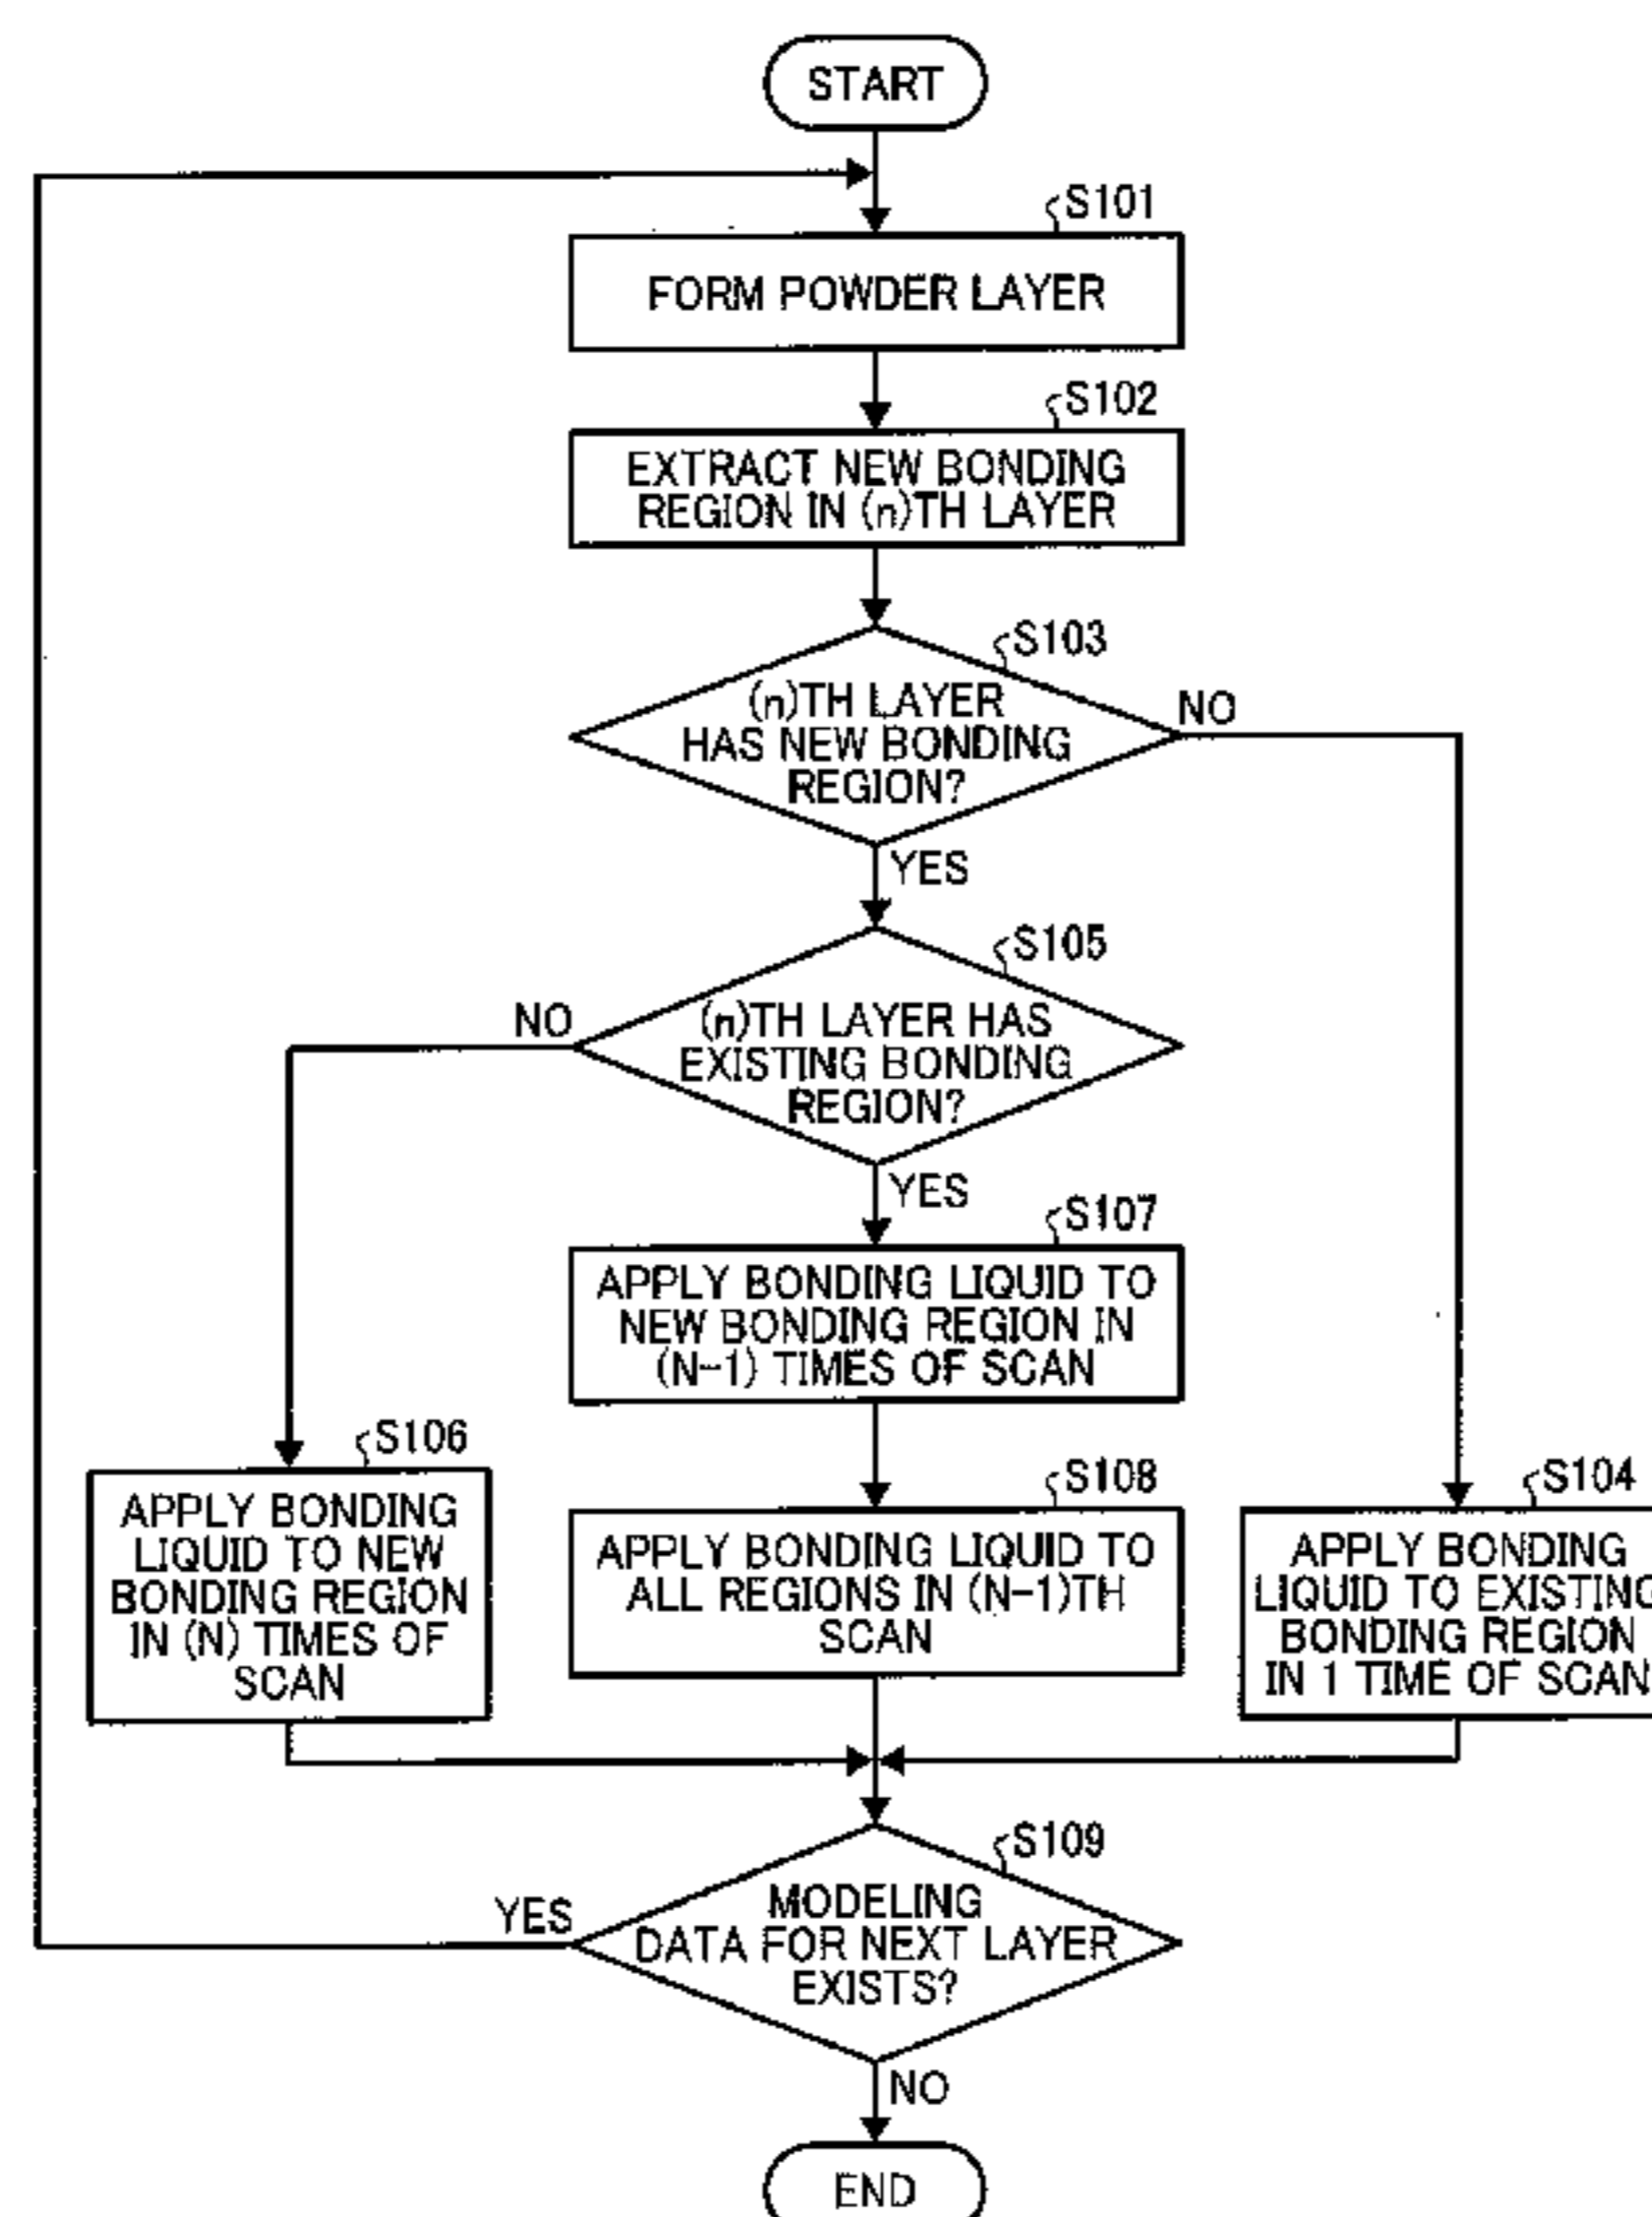 START
S101
FORM POWDER LAYER
S102
EXTRACT NEW BONDING
REGION IN (n)TH LAYER
S103
(n)TH LAYER
HAS NEW BONDING
REGION?
NO
YES
S105
(n)TH LAYER HAS
EXISTING BONDING
REGION?
NO
YES
S107
APPLY BONDING LIQUID TO
NEW BONDING REGION IN
(N-1) TIMES OF SCAN
S106
APPLY BONDING
LIQUID TO NEW
BONDING REGION
IN (N) TIMES OF
SCAN
S108
APPLY BONDING LIQUID TO
ALL REGIONS IN (N-1)TH
SCAN
S104
APPLY BONDING
LIQUID TO EXISTING
BONDING REGION
IN 1 TIME OF SCAN
S109
MODELING
DATA FOR NEXT LAYER
EXISTS?
YES
NO
END